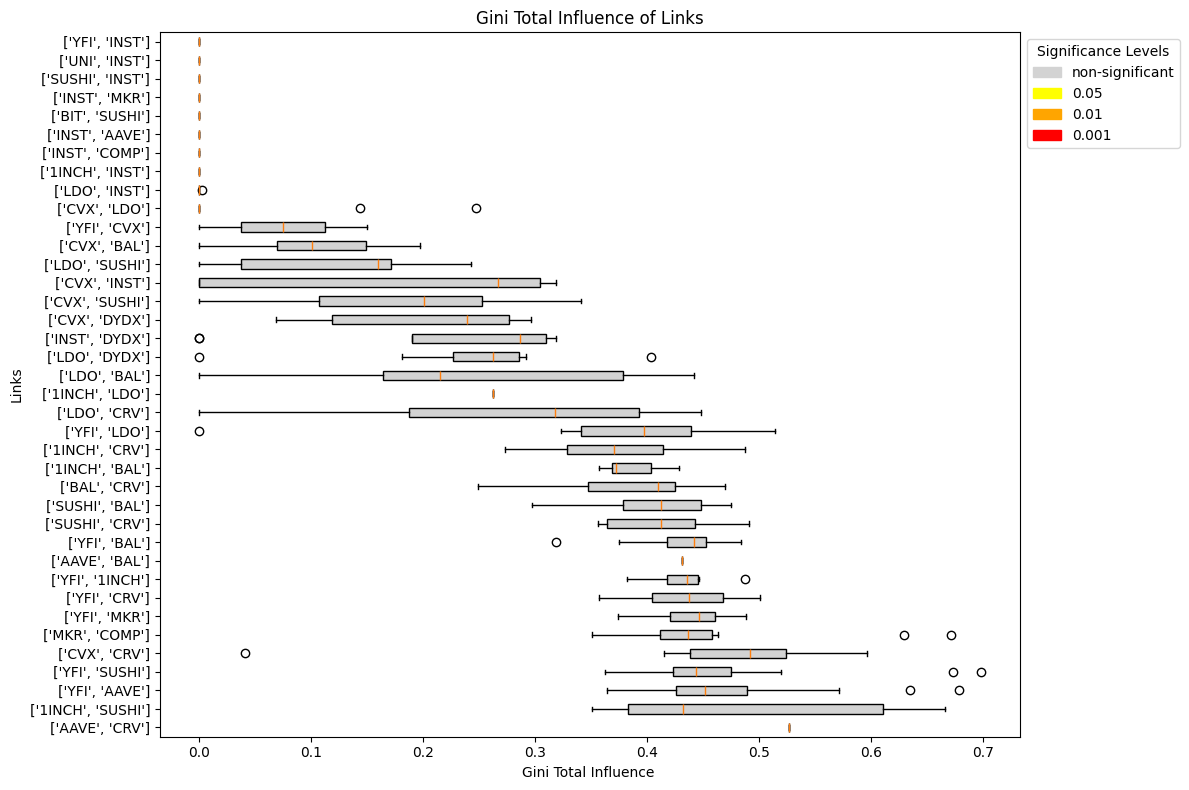 Gini Total Influence of Links
['YFI', 'INST']
['UNI', 'INST']
['SUSHI', 'INST']
['INST', 'MKR']
['BIT', 'SUSHI']
['INST', 'AAVE']
['INST', 'COMP']
['1INCH', 'INST']
['LDO', 'INST']
['CVX', 'LDO']
['YFI', 'CVX']
['CVX', 'BAL']
['LDO', 'SUSHI']
['CVX', 'INST']
['CVX', 'SUSHI']
['CVX', 'DYDX']
['INST', 'DYDX']
['LDO', 'DYDX']
['LDO', 'BAL']
['1INCH', 'LDO']
['LDO', 'CRV']
['YFI', 'LDO']
['1INCH', 'CRV']
['1INCH', 'BAL']
['BAL', 'CRV']
['SUSHI', 'BAL']
['SUSHI', 'CRV']
['YFI', 'BAL']
['AAVE', 'BAL']
['YFI', '1INCH']
['YFI', 'CRV']
['YFI', 'MKR']
['MKR', 'COMP']
['CVX', 'CRV']
['YFI', 'SUSHI']
['YFI', 'AAVE']
['1INCH', 'SUSHI']
['AAVE', 'CRV']
Links
0.0 0.1 0.2 0.3 0.4 0.5 0.6 0.7
Gini Total Influence
Significance Levels
non-significant
0.05
0.01
0.001